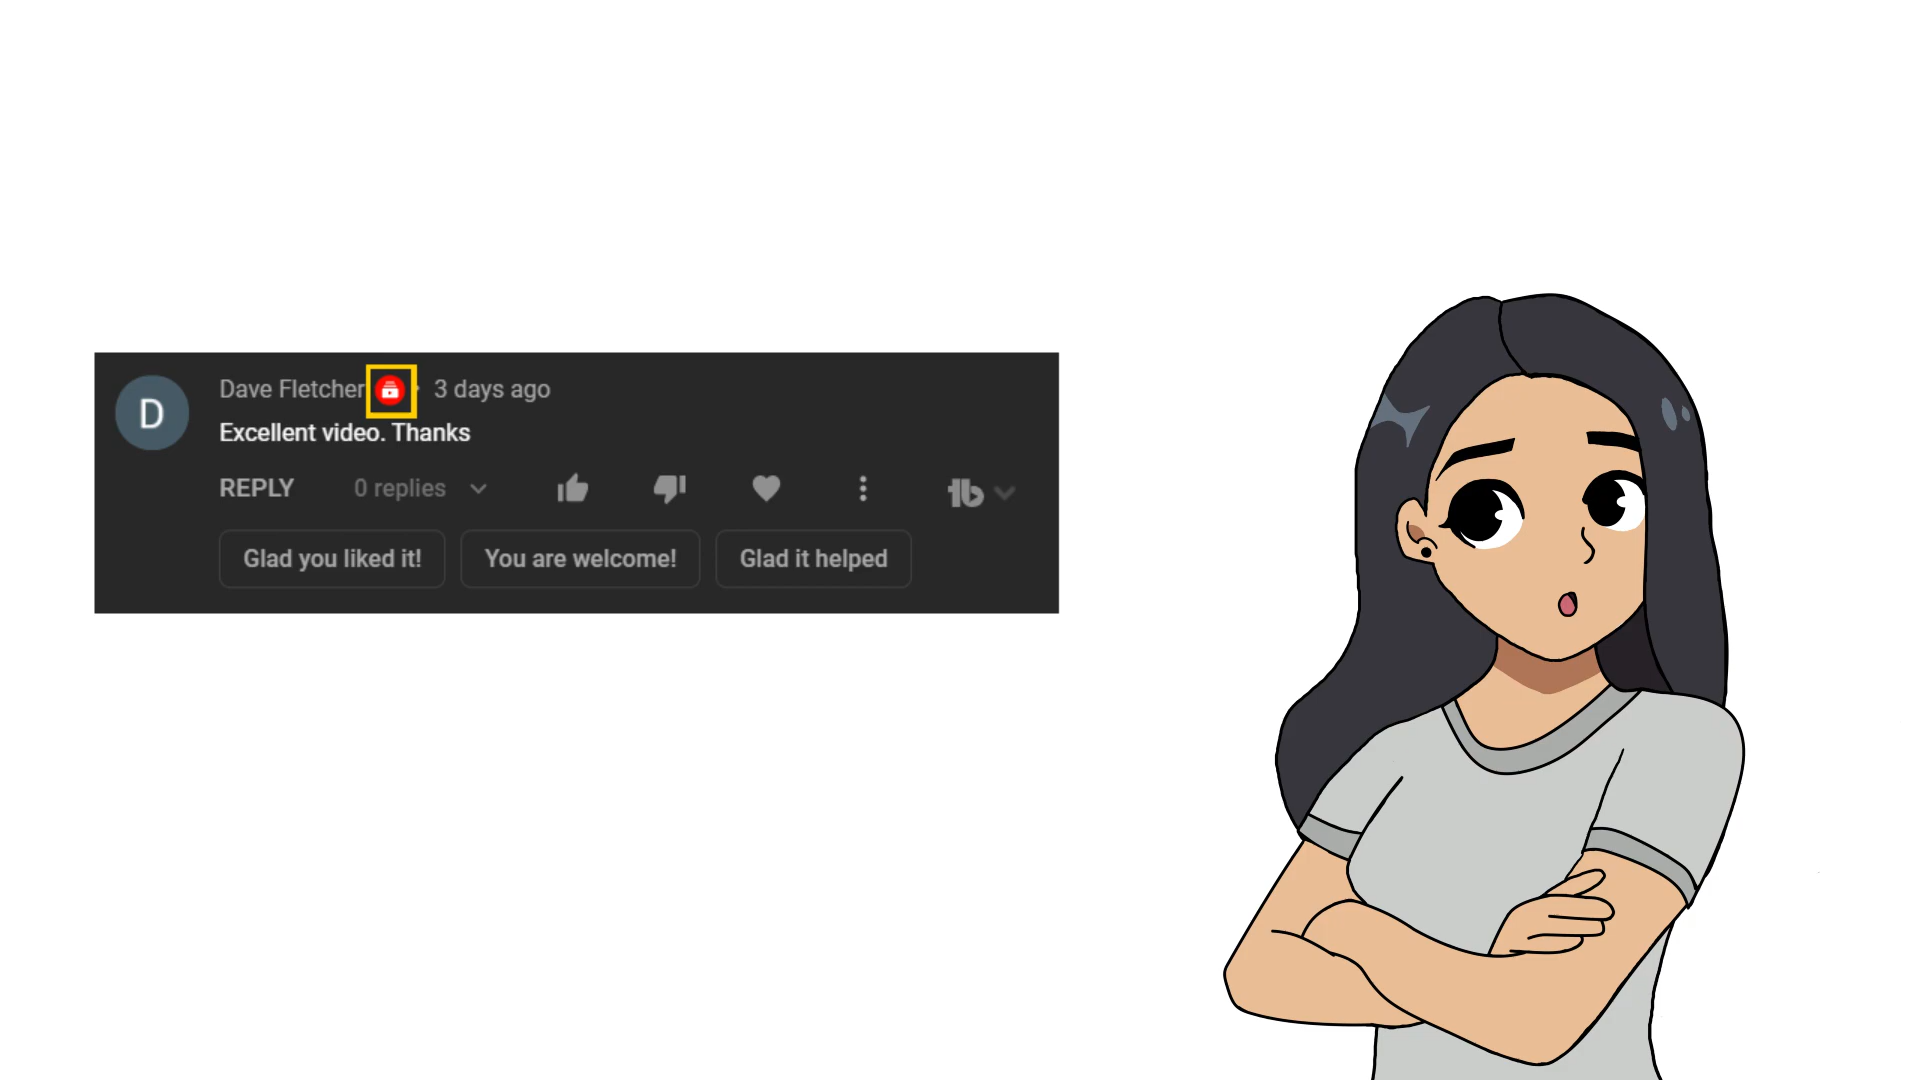 D
Dave Fletcher • 3 days ago
Excellent video. Thanks
REPLY 0 replies
tb
Glad you liked it! You are welcome! Glad it helped